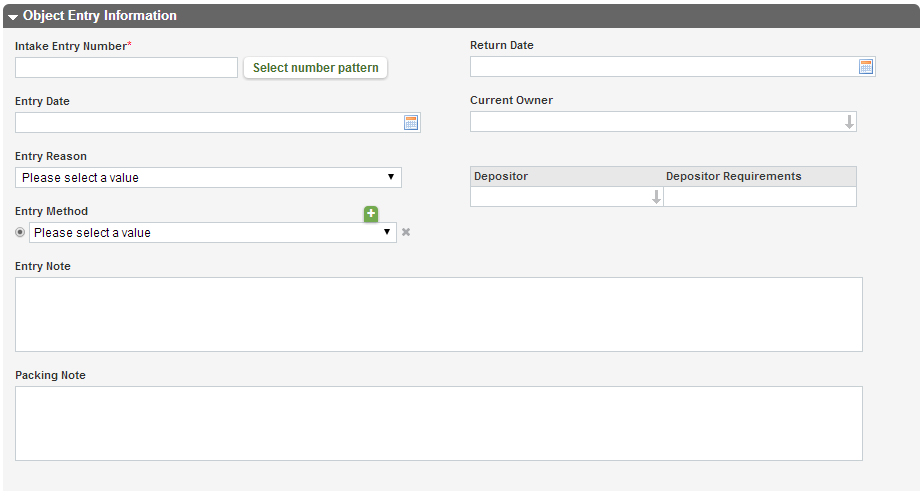 Object Entry Information
Intake Entry Number*
Select number pattern
Return Date
Entry Date
Current Owner
Entry Reason
Please select a value
Depositor Depositor Requirements
Entry Method
Please select a value
Entry Note
Packing Note